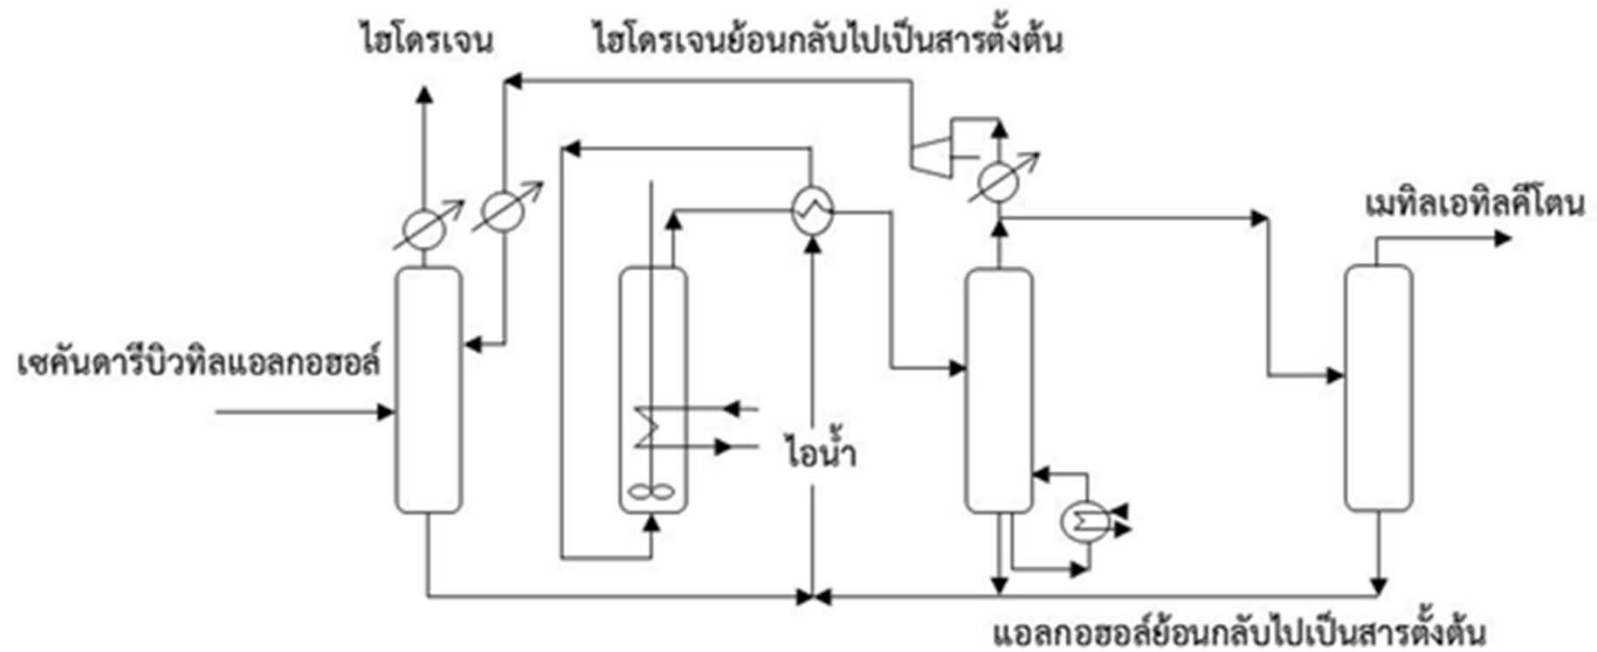 ไฮโดรเจน
ไฮโดรเจนย้อนกลับไปเป็นสารตั้งต้น
เมทิลเอทิลคีโตน
เซคันดารีบิวทิลแอลกอฮอล์
ไอน้ำ
แอลกอฮอล์ย้อนกลับไปเป็นสารตั้งต้น